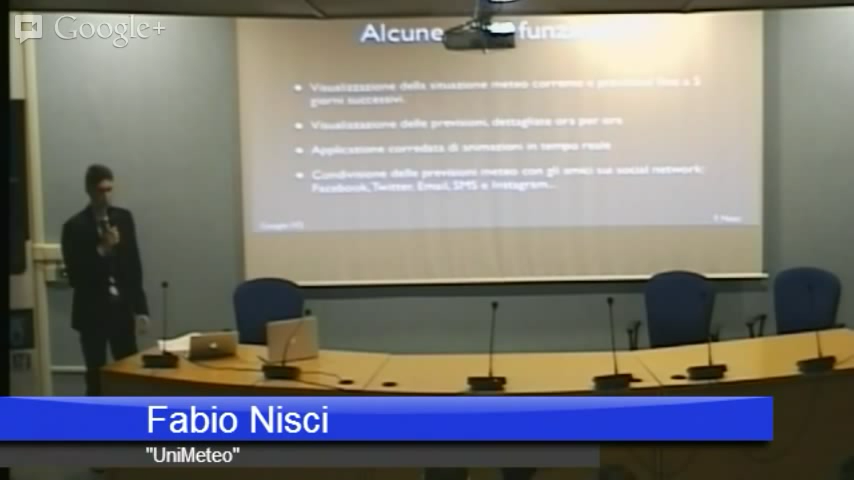 Google+
Alcune funz
Visualizzazione della situazione meteo corrente e previsioni fino a 5
giorni successivi.
Visualizzazione delle previsioni, dettagliate ora per ora
Applicazione corredata di animazioni in tempo reale
Condivisione delle previsioni meteo con gli amici sui social network:
Facebook, Twitter, Email, SMS e Instagram...
F. Nisci
Fabio Nisci
"UniMeteo"